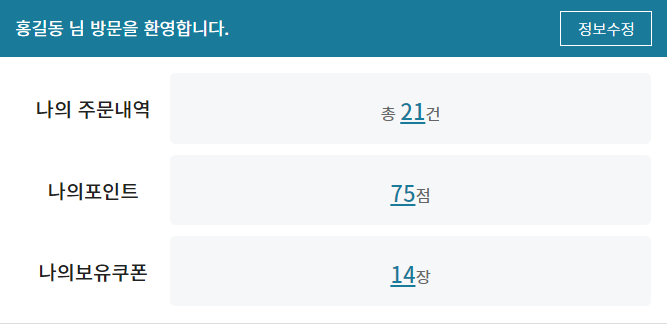 홍길동 님 방문을 환영합니다.
정보수정
나의 주문내역
총 21건
나의포인트
75점
나의보유쿠폰
14장